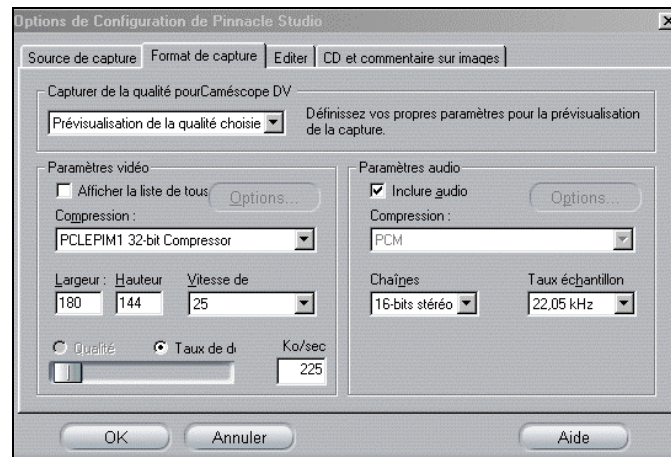 Options de Configuration de Pinnacle Studio
Source de capture Format de capture Editer CD et commentaire sur images
Capturer de la qualité pourCaméscope DV
Prévisualisation de la qualité choisie
Définissez vos propres paramètres pour la prévisualisation
de la capture.
Paramètres vidéo
Afficher la liste de tous
Options...
Compression :
PCLEPIM1 32-bit Compressor
Largeur : Hauteur Vitesse de
180 144 25
Qualité Taux de d Ko/sec
225
Paramètres audio
Inclure audio
Options...
Compression :
PCM
Chaînes Taux échantillon
16-bits stéréo 22,05 kHz
OK Annuler Aide